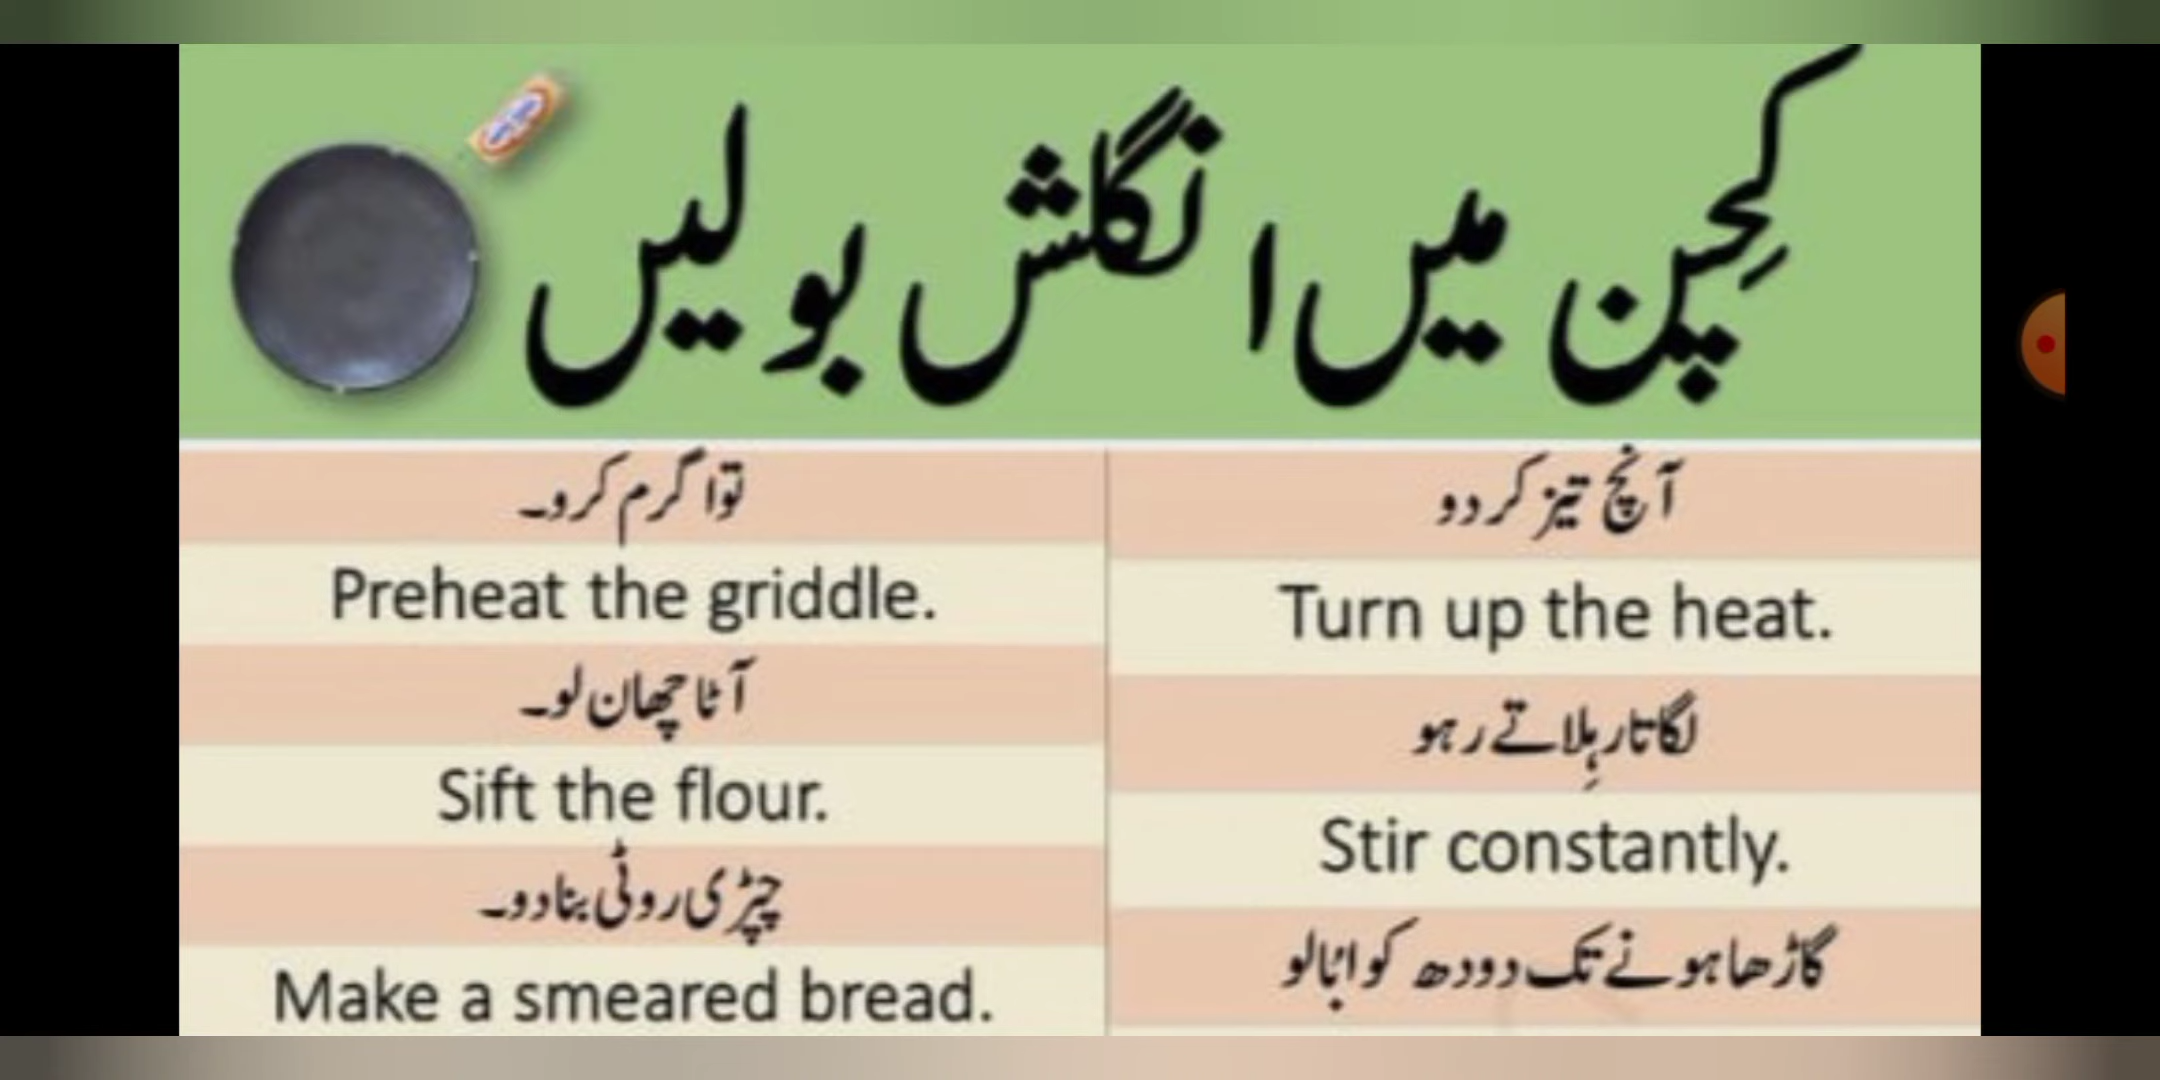 کچپن میں انگلش بولیں
آنچ تیز کر دو
Turn up the heat.
لگاتار ہِلاتے رہو
Stir constantly.
گاڑھا ہونے تک دودھ کو ابالو
توا گرم کرو۔
Preheat the griddle.
آٹا چھان لو۔
Sift the flour.
چپڑی روٹی بنا دو۔
Make a smeared bread.